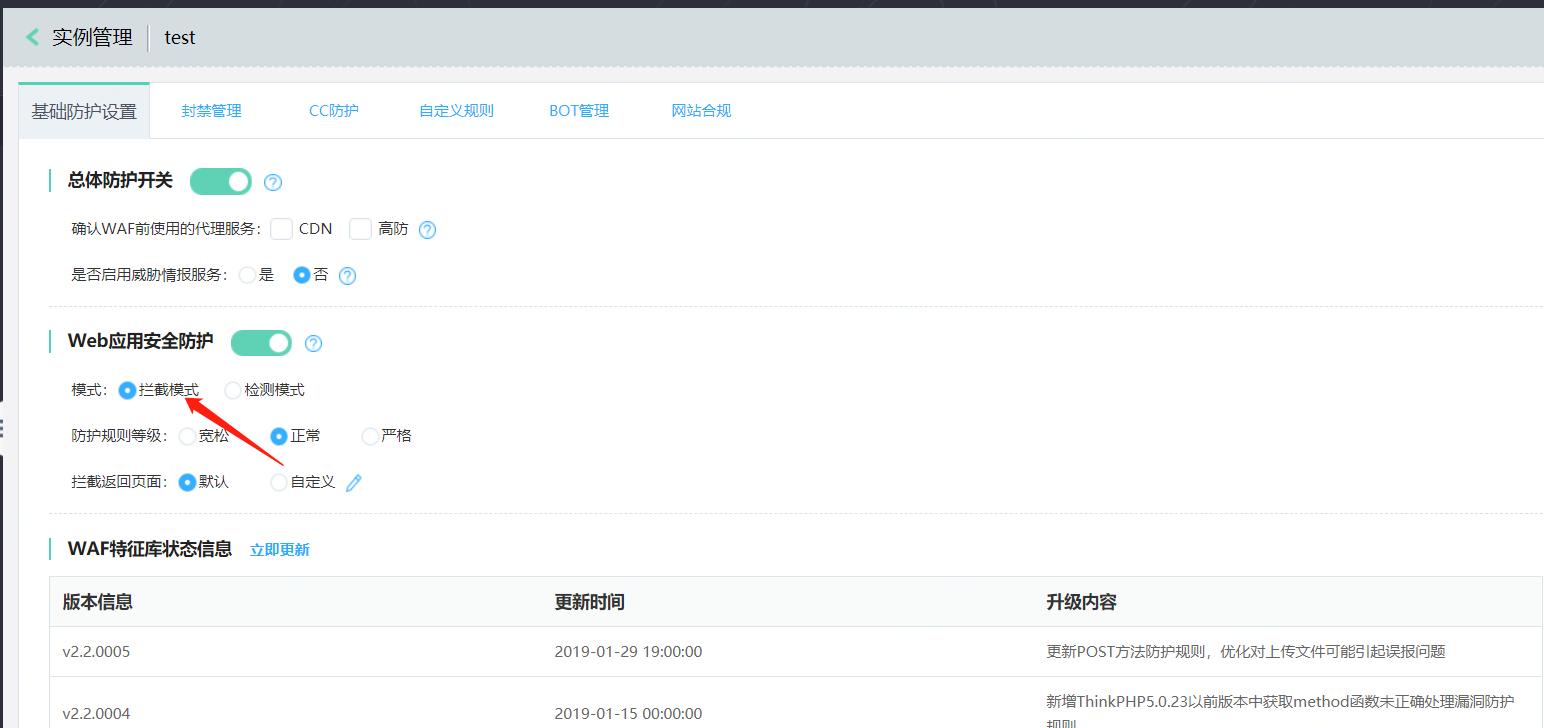 实例管理 test
基础防护设置 封禁管理 CC防护 自定义规则 BOT管理 网站合规
总体防护开关
确认WAF前使用的代理服务： CDN 高防
是否启用威胁情报服务： 是 否
Web应用安全防护
模式： 拦截模式 检测模式
防护规则等级： 宽松 正常 严格
拦截返回页面： 默认 自定义
WAF特征库状态信息 立即更新
版本信息 更新时间 升级内容
v2.2.0005 2019-01-29 19:00:00 更新POST方法防护规则，优化对上传文件可能引起误报问题
v2.2.0004 2019-01-15 00:00:00 新增ThinkPHP5.0.23以前版本中获取method函数未正确处理漏洞防护
规则